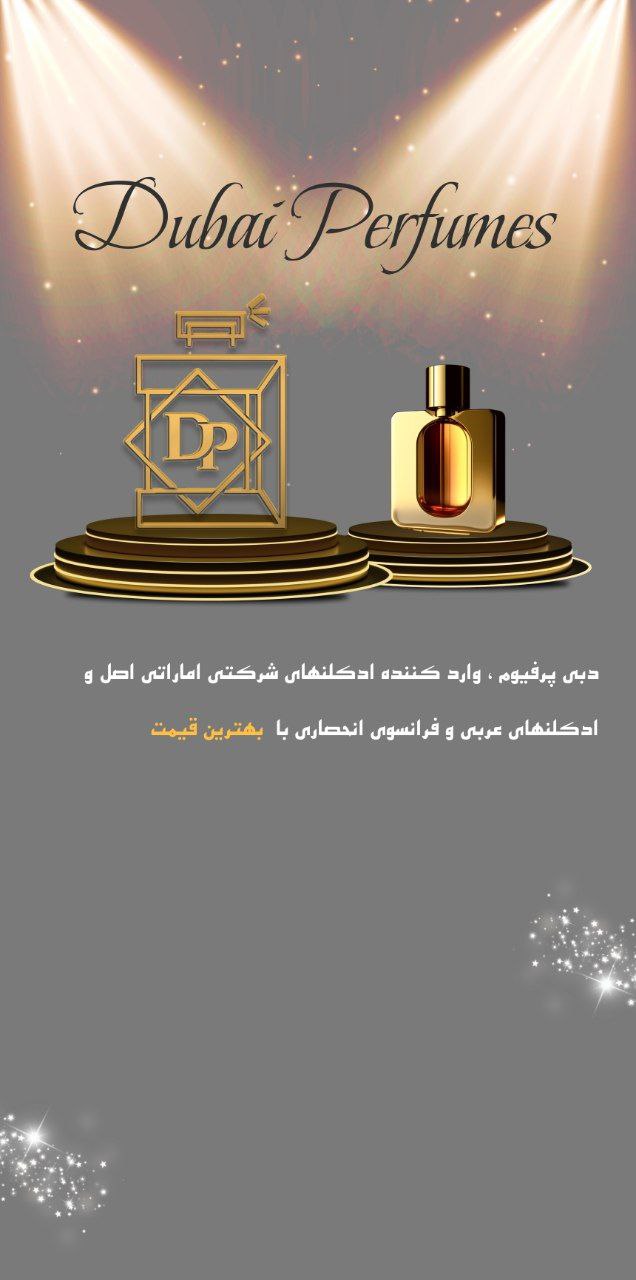 Dubai Perfumes
DP
دبی پرفیوم ، وارد کننده ادکلنهای شرکتی اماراتی اصل و
ادکلنهای عربی و فرانسوی انحصاری با بهترین قیمت